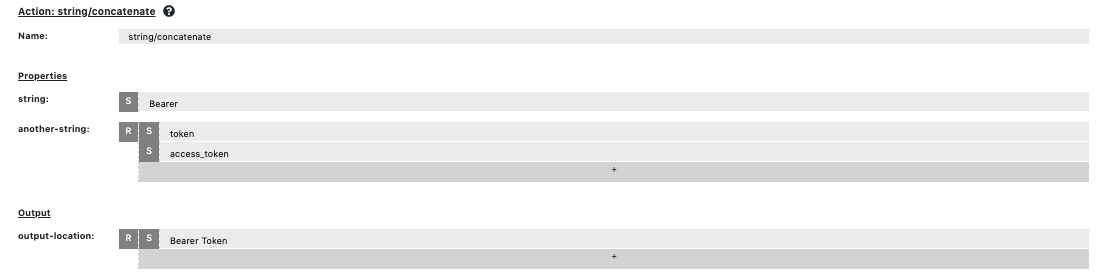 Action: string/concatenate ?
Name: string/concatenate
Properties
string: S Bearer
another-string: R S token
S access_token
+
Output
output-location: R S Bearer Token
+